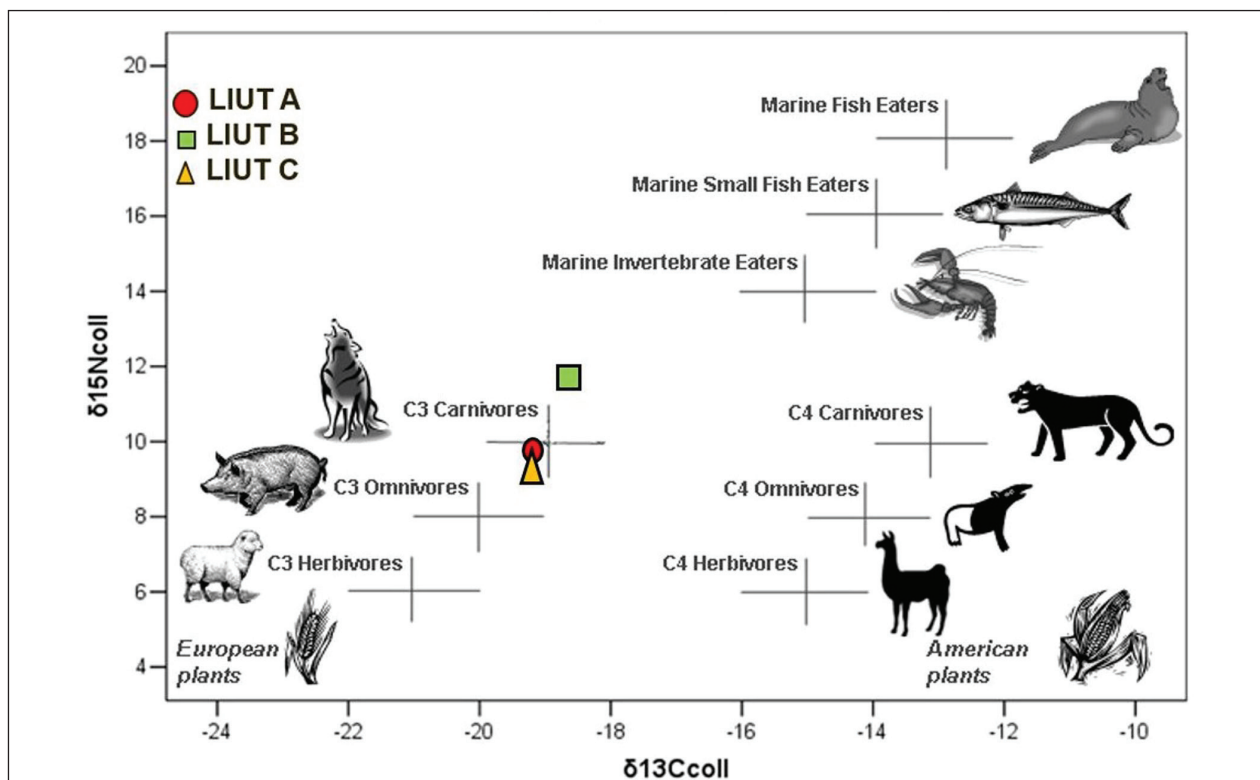 20
18
16
14
12
10
8
6
4
δ15Ncoll
LIUT A
LIUT B
LIUT C
Marine Fish Eaters
Marine Small Fish Eaters
Marine Invertebrate Eaters
C3 Carnivores
C4 Carnivores
C3 Omnivores
C4 Omnivores
C3 Herbivores
C4 Herbivores
European
plants
American
plants
-24 -22 -20 -18 -16 -14 -12 -10
δ13Ccoll